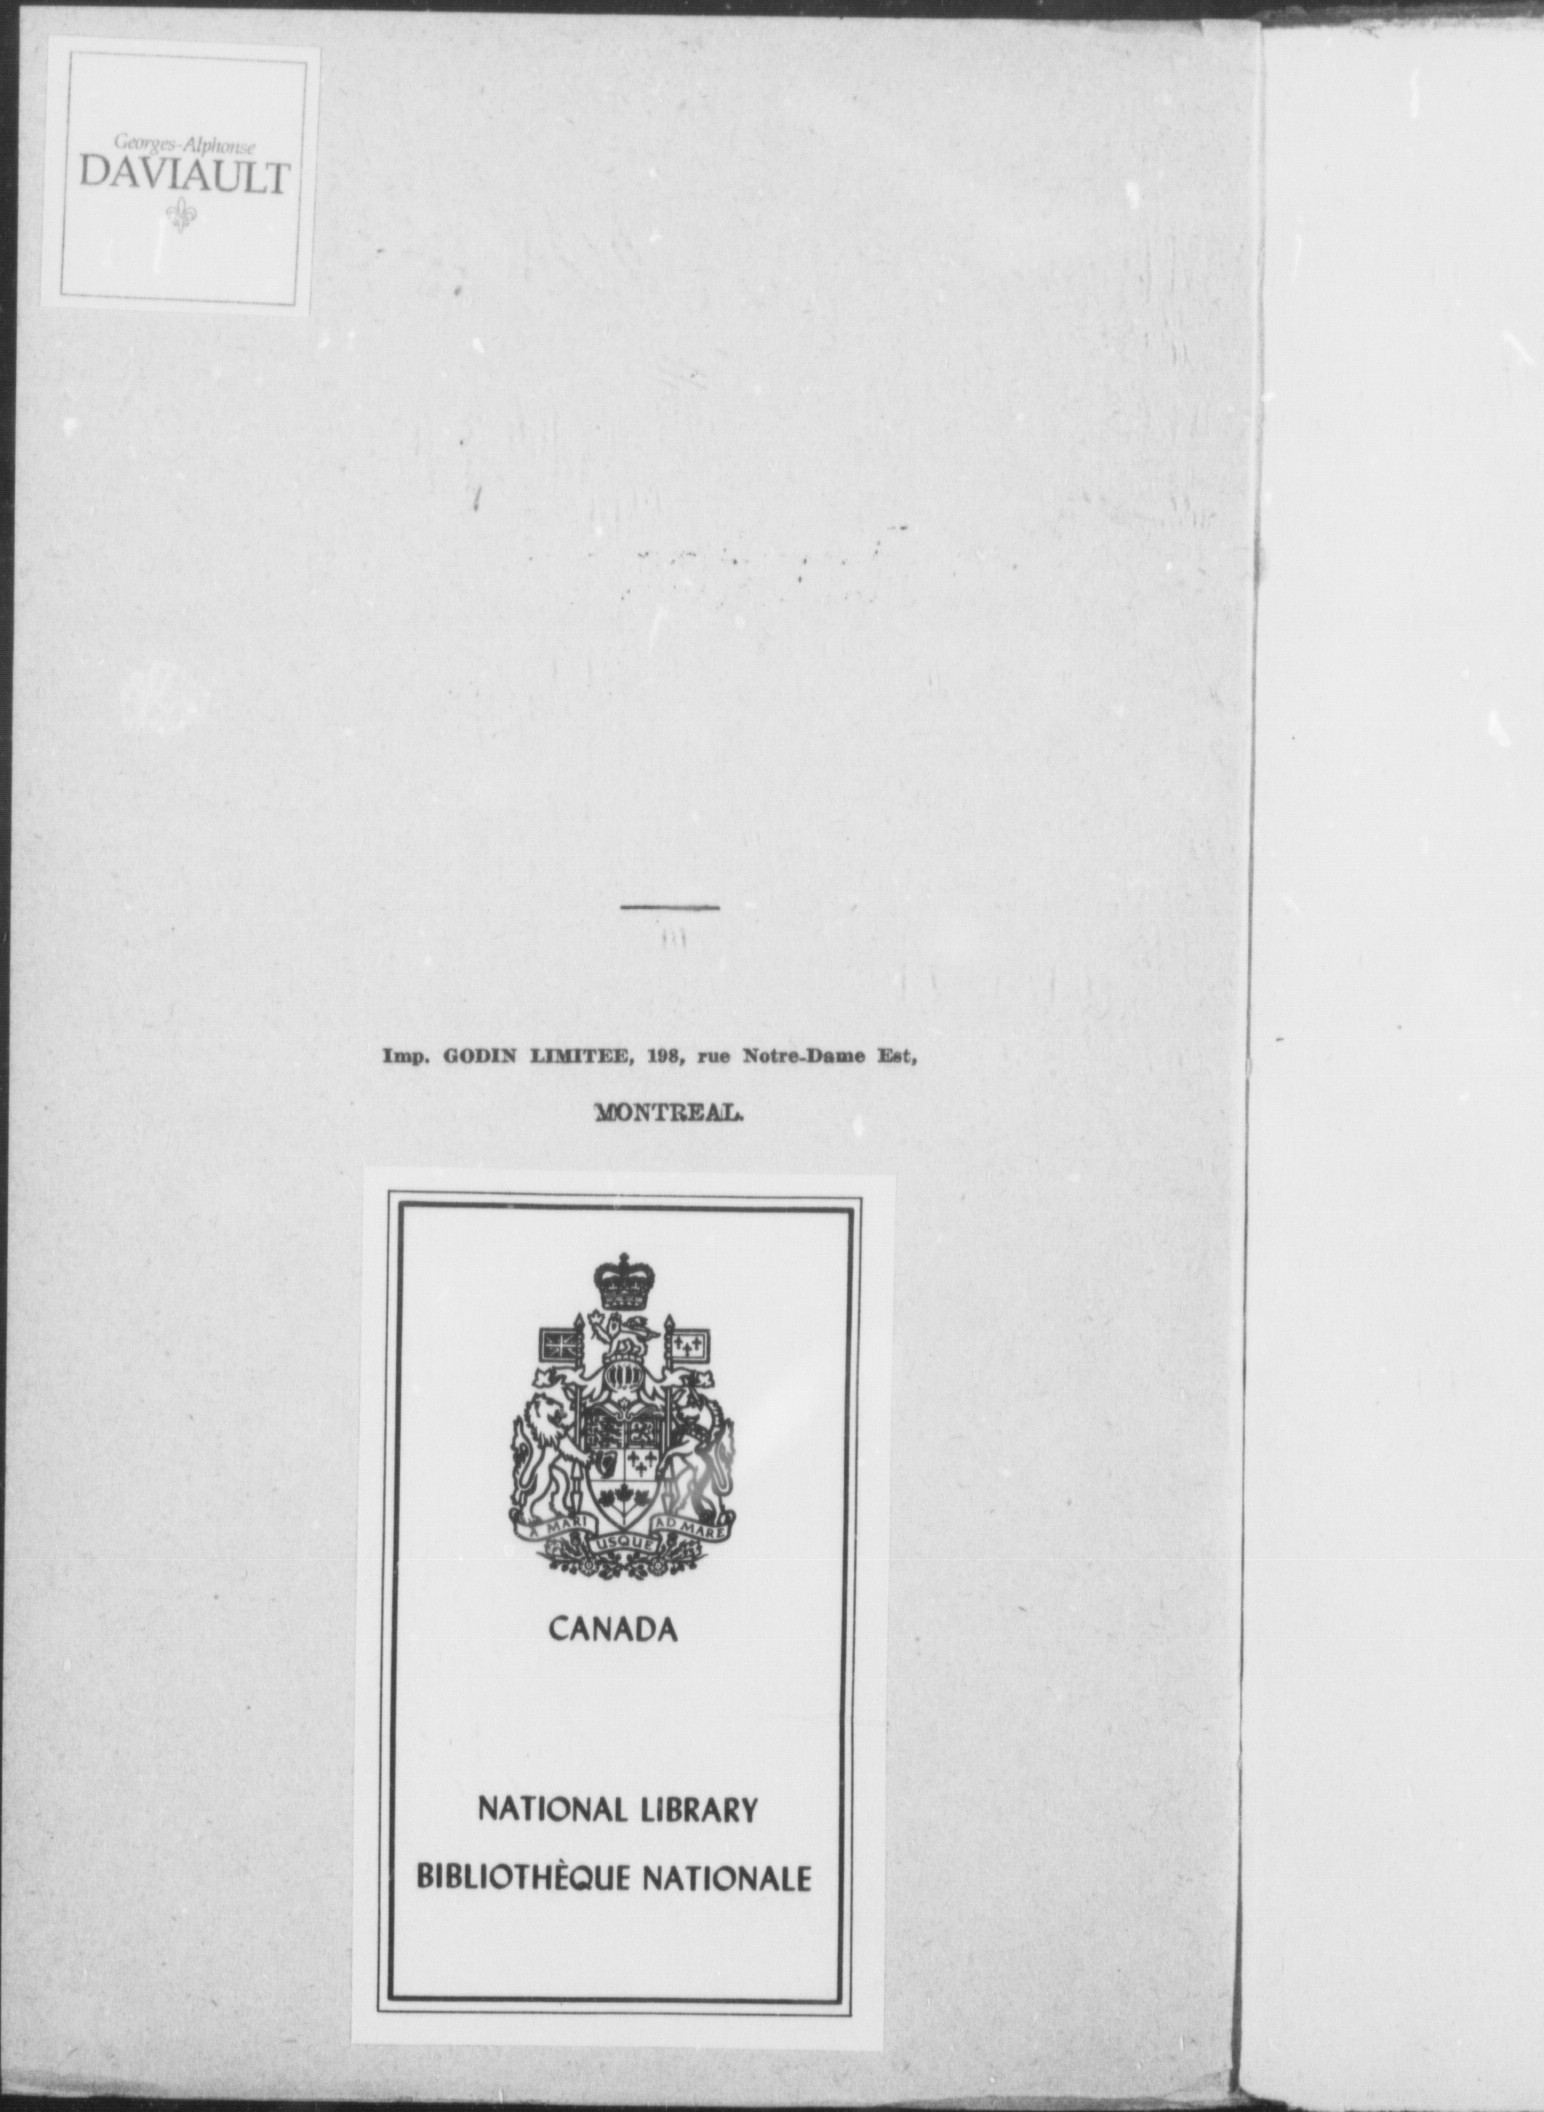 Georges-Alphonse
DAVIAULT
Imp. GODIN LIMITEE, 198, rue Notre-Dame Est,
MONTREAL.
A MARI USQUE AD MARE
CANADA
NATIONAL LIBRARY
BIBLIOTHÈQUE NATIONALE